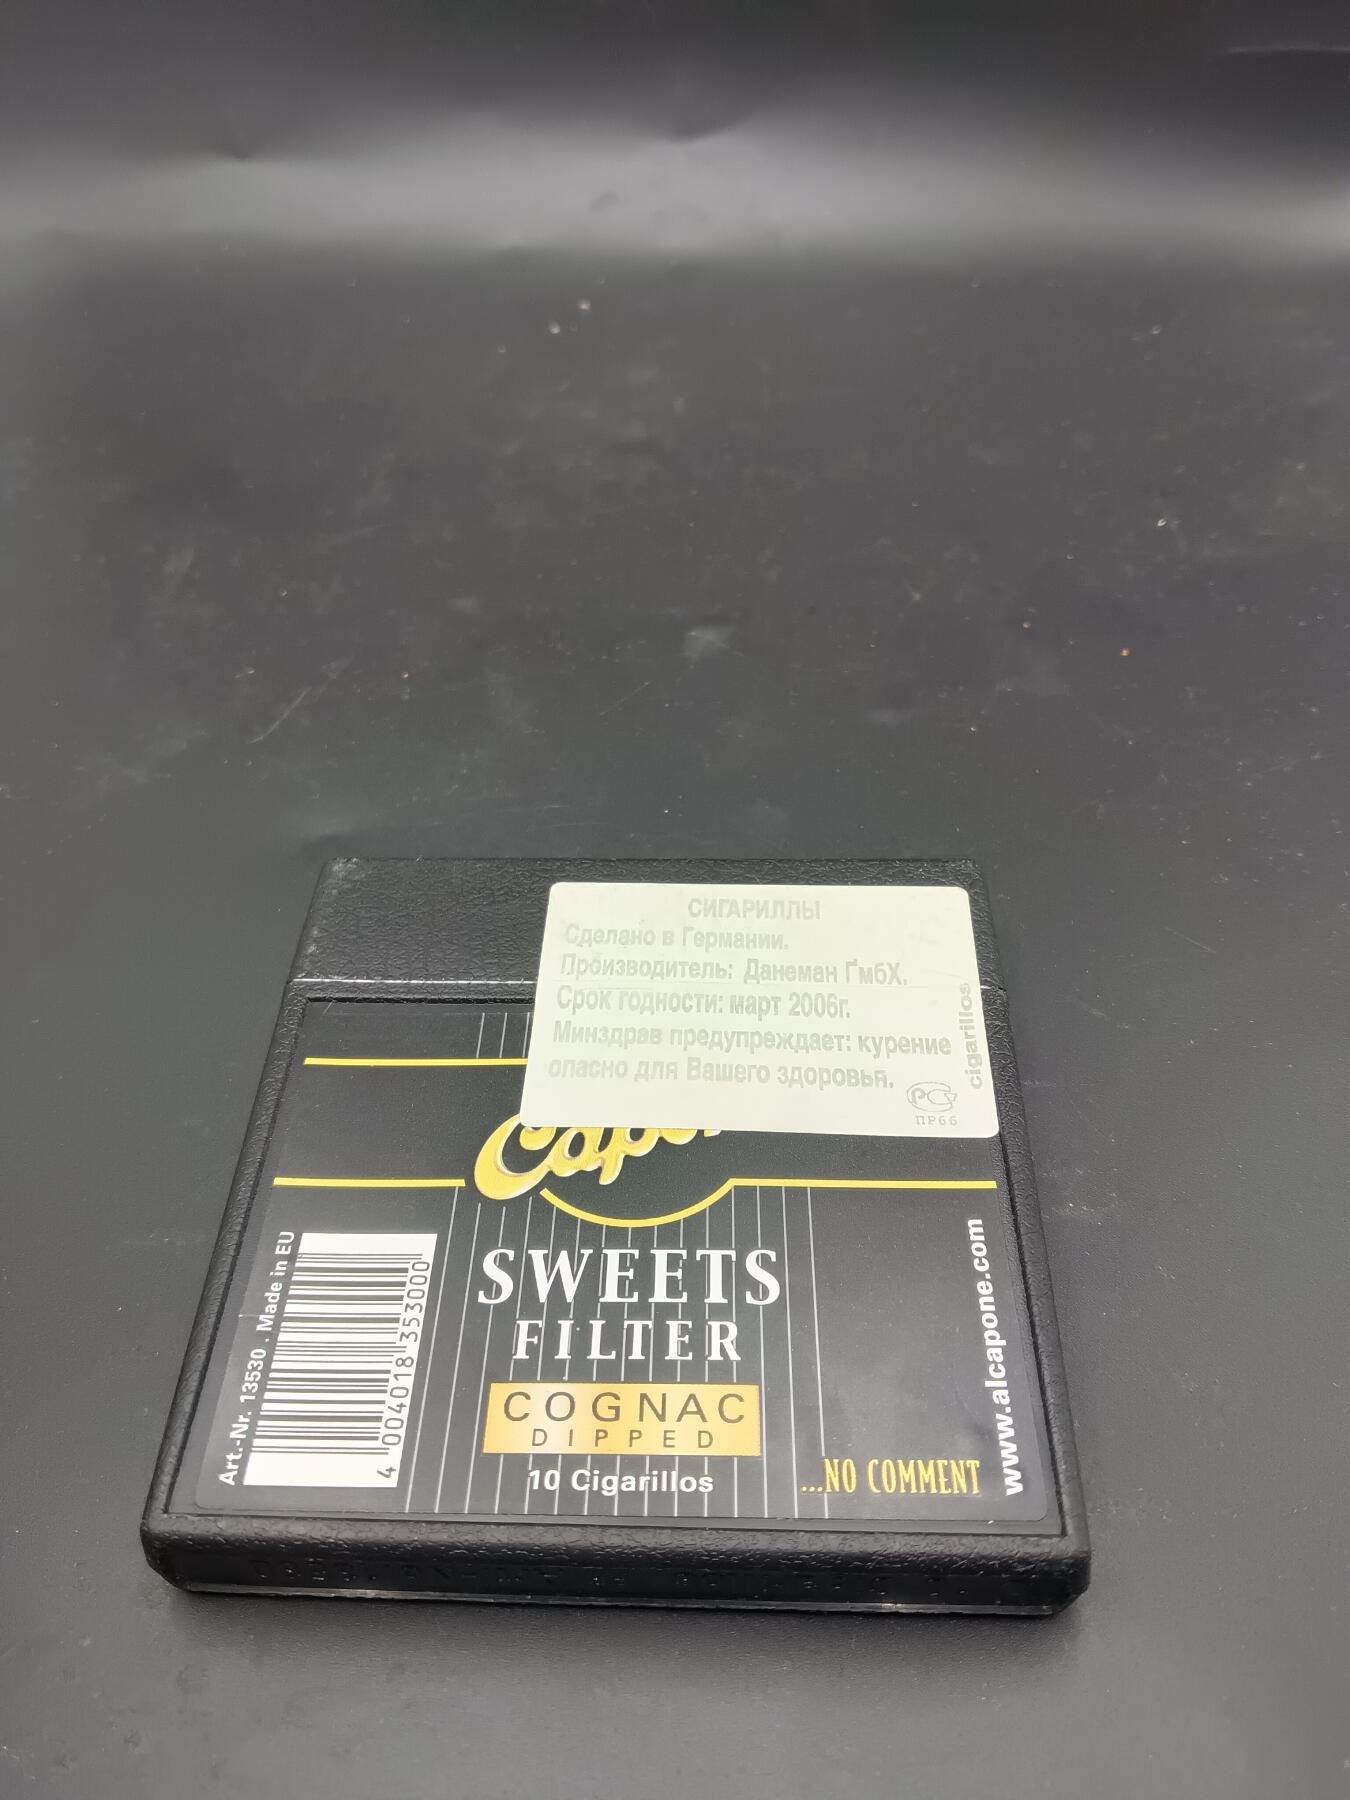 СИГАРИЛЛЫ
Сделано в Германии.
Производитель: Данеман ГмбХ.
Срок годности: март 2006г.
Минздрав предупреждает: курение
опасно для Вашего здоровья.
cigarillos
РСТ
ПР66
SWEETS
FILTER
COGNAC
DIPPED
10 Cigarillos
...NO COMMENT
www.alcapone.com
Art.-Nr. 13530 . Made in EU
4 004018 353000